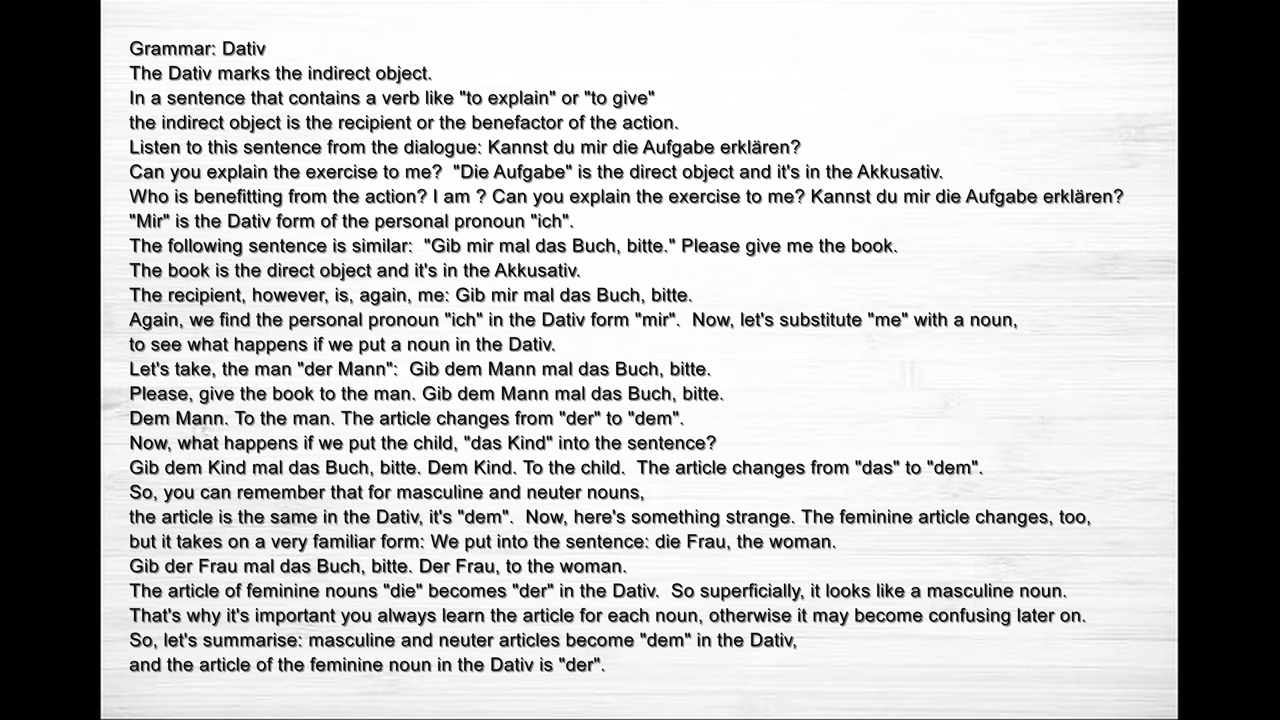 Grammar: Dativ
The Dativ marks the indirect object.
In a sentence that contains a verb like "to explain" or "to give"
the indirect object is the recipient or the benefactor of the action.
Listen to this sentence from the dialogue: Kannst du mir die Aufgabe erklären?
Can you explain the exercise to me?  "Die Aufgabe" is the direct object and it's in the Akkusativ.
Who is benefitting from the action? I am ? Can you explain the exercise to me? Kannst du mir die Aufgabe erklären?
"Mir" is the Dativ form of the personal pronoun "ich".
The following sentence is similar:  "Gib mir mal das Buch, bitte." Please give me the book.
The book is the direct object and it's in the Akkusativ.
The recipient, however, is, again, me: Gib mir mal das Buch, bitte.
Again, we find the personal pronoun "ich" in the Dativ form "mir".  Now, let's substitute "me" with a noun,
to see what happens if we put a noun in the Dativ.
Let's take, the man "der Mann":  Gib dem Mann mal das Buch, bitte.
Please, give the book to the man. Gib dem Mann mal das Buch, bitte.
Dem Mann. To the man. The article changes from "der" to "dem".
Now, what happens if we put the child, "das Kind" into the sentence?
Gib dem Kind mal das Buch, bitte. Dem Kind. To the child.  The article changes from "das" to "dem".
So, you can remember that for masculine and neuter nouns,
the article is the same in the Dativ, it's "dem".  Now, here's something strange. The feminine article changes, too,
but it takes on a very familiar form: We put into the sentence: die Frau, the woman.
Gib der Frau mal das Buch, bitte. Der Frau, to the woman.
The article of feminine nouns "die" becomes "der" in the Dativ.  So superficially, it looks like a masculine noun.
That's why it's important you always learn the article for each noun, otherwise it may become confusing later on.
So, let's summarise: masculine and neuter articles become "dem" in the Dativ,
and the article of the feminine noun in the Dativ is "der".